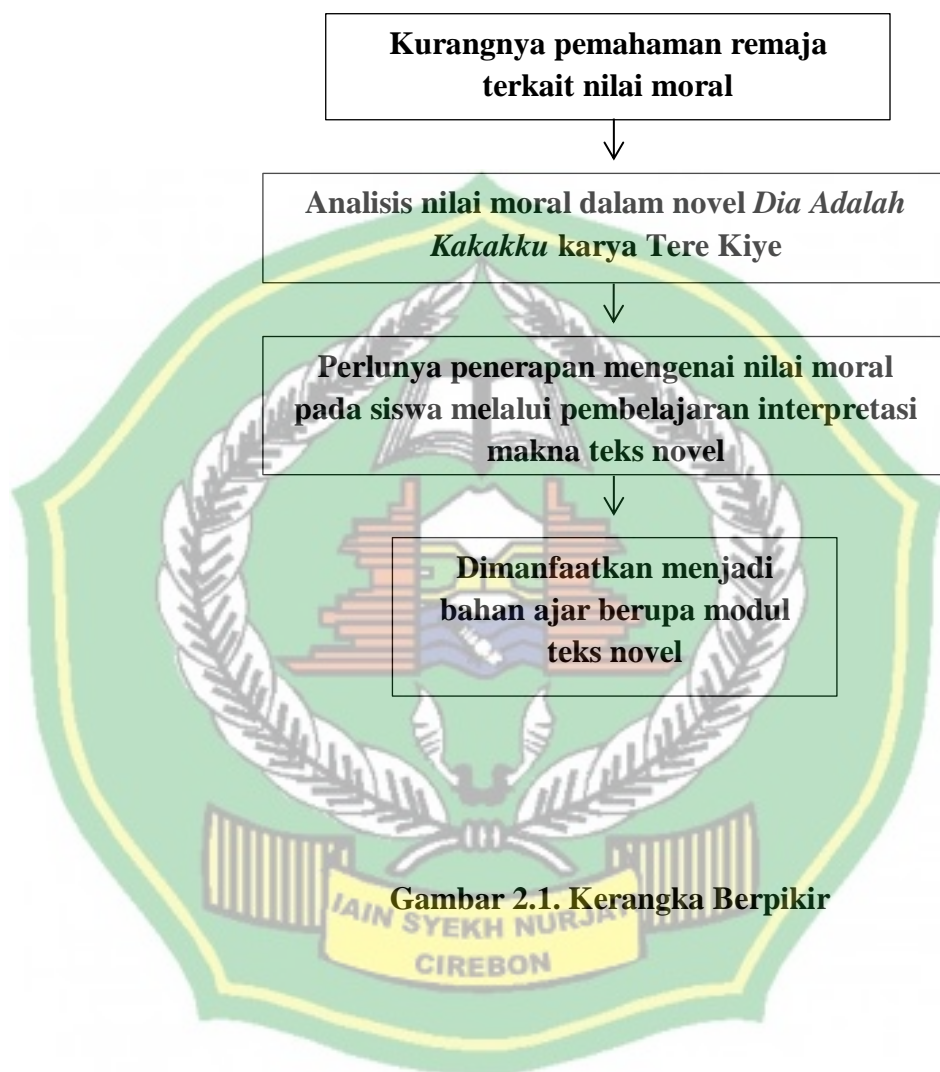 Kurangnya pemahaman remaja
terkait nilai moral
Analisis nilai moral dalam novel Dia Adalah
Kakakku karya Tere Kiye
Perlunya penerapan mengenai nilai moral
pada siswa melalui pembelajaran interpretasi
makna teks novel
Dimanfaatkan menjadi
bahan ajar berupa modul
teks novel
Gambar 2.1. Kerangka Berpikir
IAIN SYEKH
CIREBON